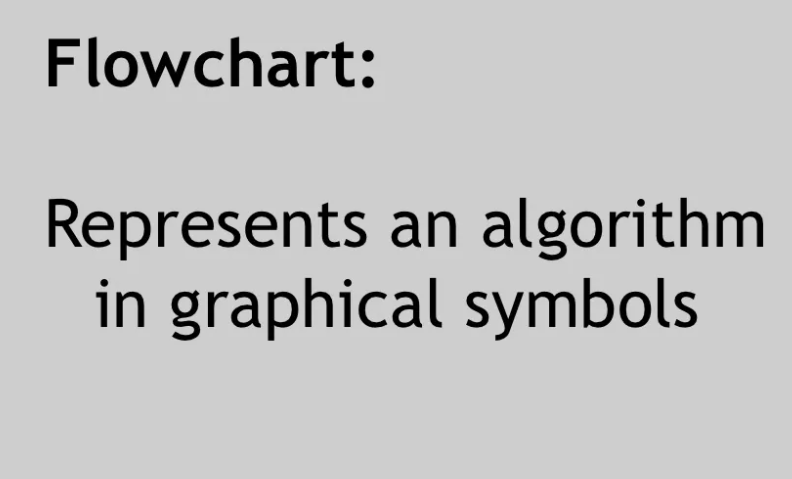 Flowchart:
Represents an algorithm
in graphical symbols